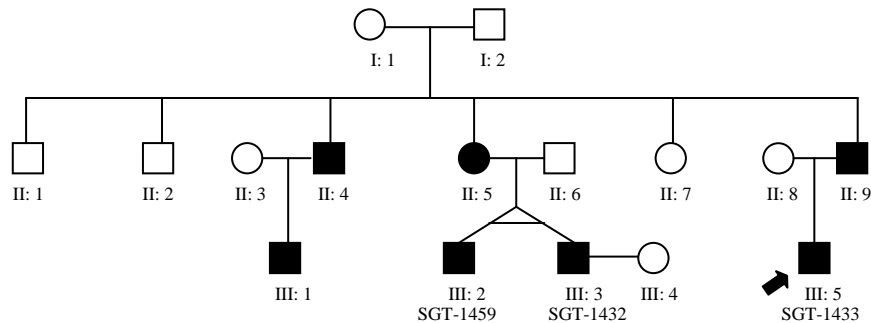 I: 1
I: 2
II: 1
II: 2
II: 3
II: 4
II: 5
II: 6
II: 7
II: 8
II: 9
III: 1
III: 2
SGT-1459
III: 3
SGT-1432
III: 4
III: 5
SGT-1433